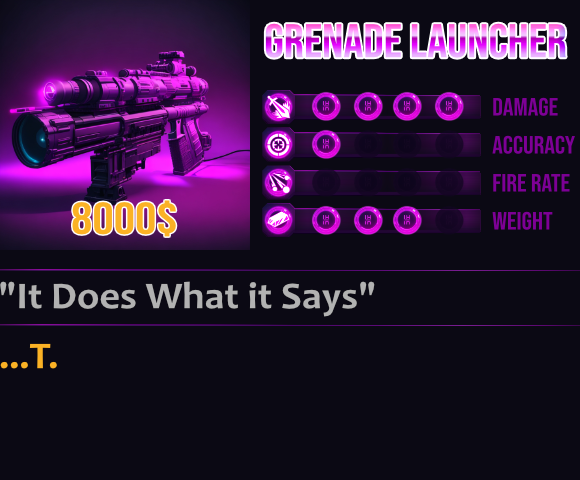 GRENADE LAUNCHER
DAMAGE
ACCURACY
FIRE RATE
WEIGHT
8000$
"It Does What it Says"
...T.